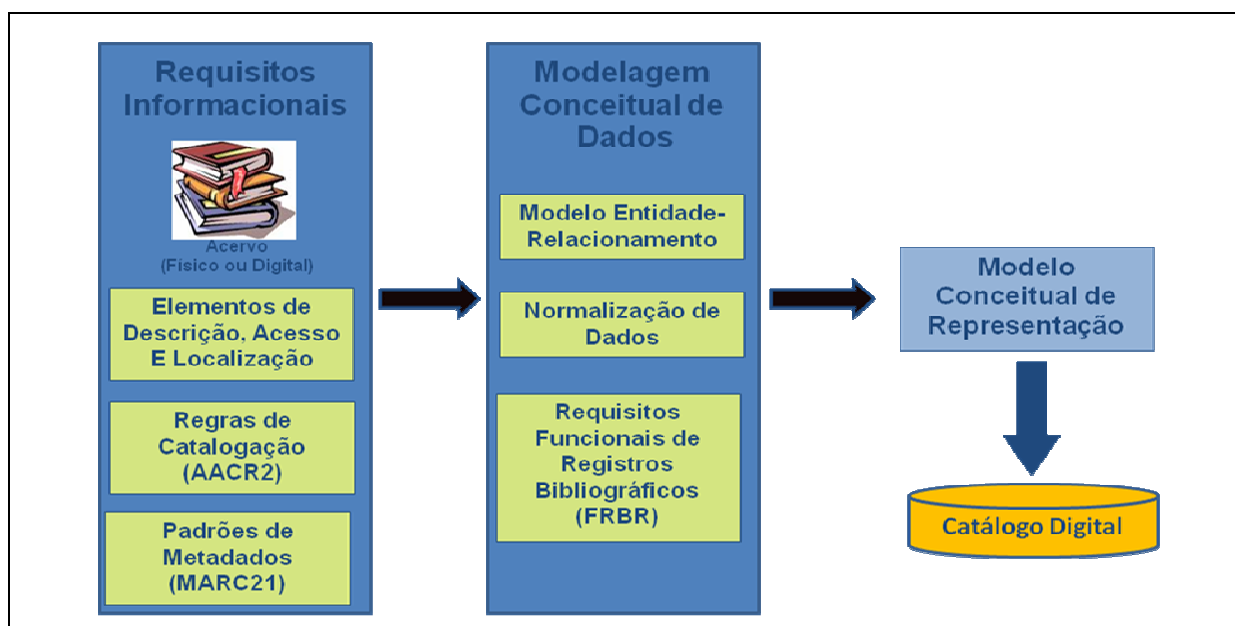 Requisitos
Informacionais
Acervo
(Físico ou Digital)
Elementos de
Descrição, Acesso
E Localização
Regras de
Catalogação
(AACR2)
Padrões de
Metadados
(MARC21)
Modelagem
Conceitual de
Dados
Modelo Entidade-
Relacionamento
Normalização de
Dados
Requisitos
Funcionais de
Registros
Bibliográficos
(FRBR)
Modelo
Conceitual de
Representação
Catálogo Digital